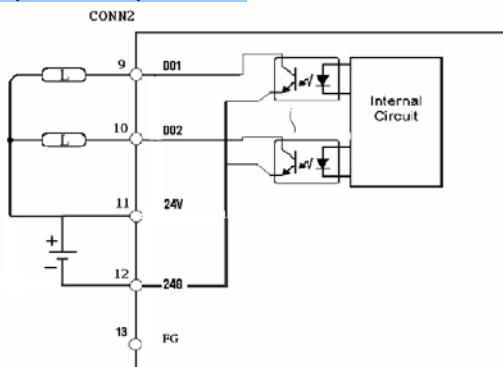 CONN2
9 DO1
L
Internal
Circuit
10 DO2
L
11 24V
+
−
12 24G
13 FG